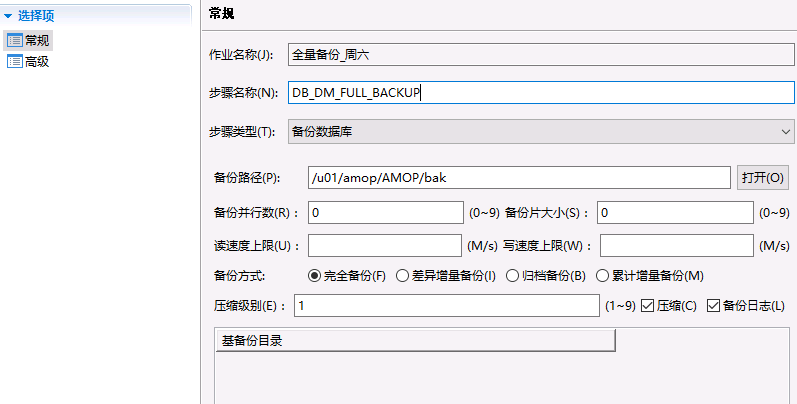 选择项
常规
高级
常规
作业名称(J): 全量备份_周六
步骤名称(N): DB_DM_FULL_BACKUP
步骤类型(T): 备份数据库
备份路径(P): /u01/amop/AMOP/bak 打开(O)
备份并行数(R) : 0 (0~9) 备份片大小(S) : 0 (0~9)
读速度上限(U) : (M/s) 写速度上限(W) : (M/s)
备份方式: 完全备份(F) 差异增量备份(I) 归档备份(B) 累计增量备份(M)
压缩级别(E) : 1 (1~9) 压缩(C) 备份日志(L)
基备份目录